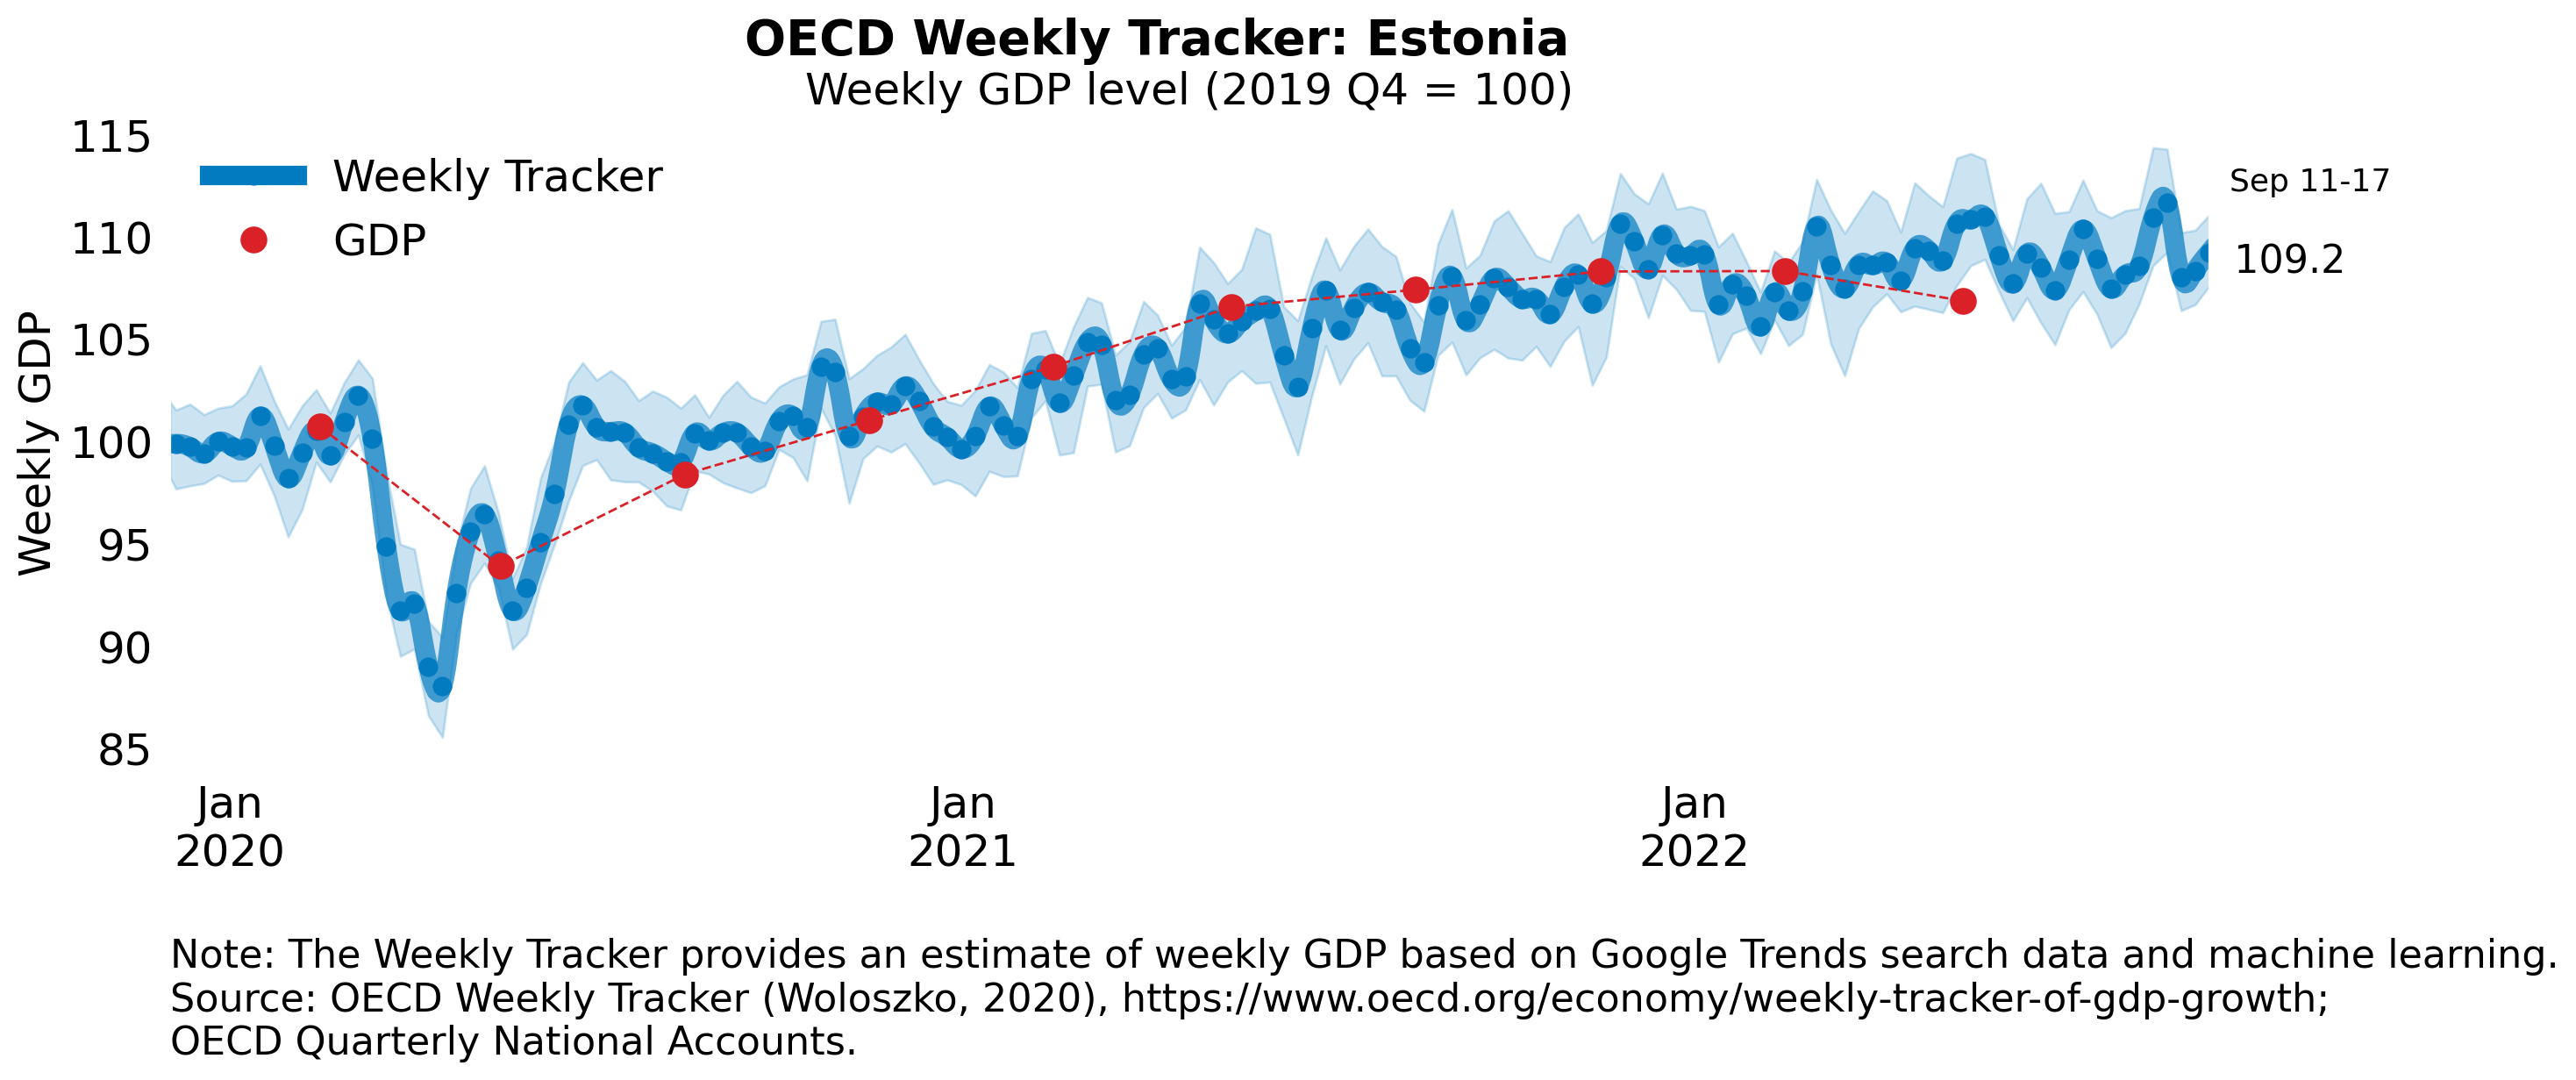 OECD Weekly Tracker: Estonia
Weekly GDP level (2019 Q4 = 100)
Weekly Tracker
GDP
Weekly GDP
115
110
105
100
95
90
85
Sep 11-17
109.2
Jan
2020
Jan
2021
Jan
2022
Note: The Weekly Tracker provides an estimate of weekly GDP based on Google Trends search data and machine learning.
Source: OECD Weekly Tracker (Woloszko, 2020), https://www.oecd.org/economy/weekly-tracker-of-gdp-growth;
OECD Quarterly National Accounts.